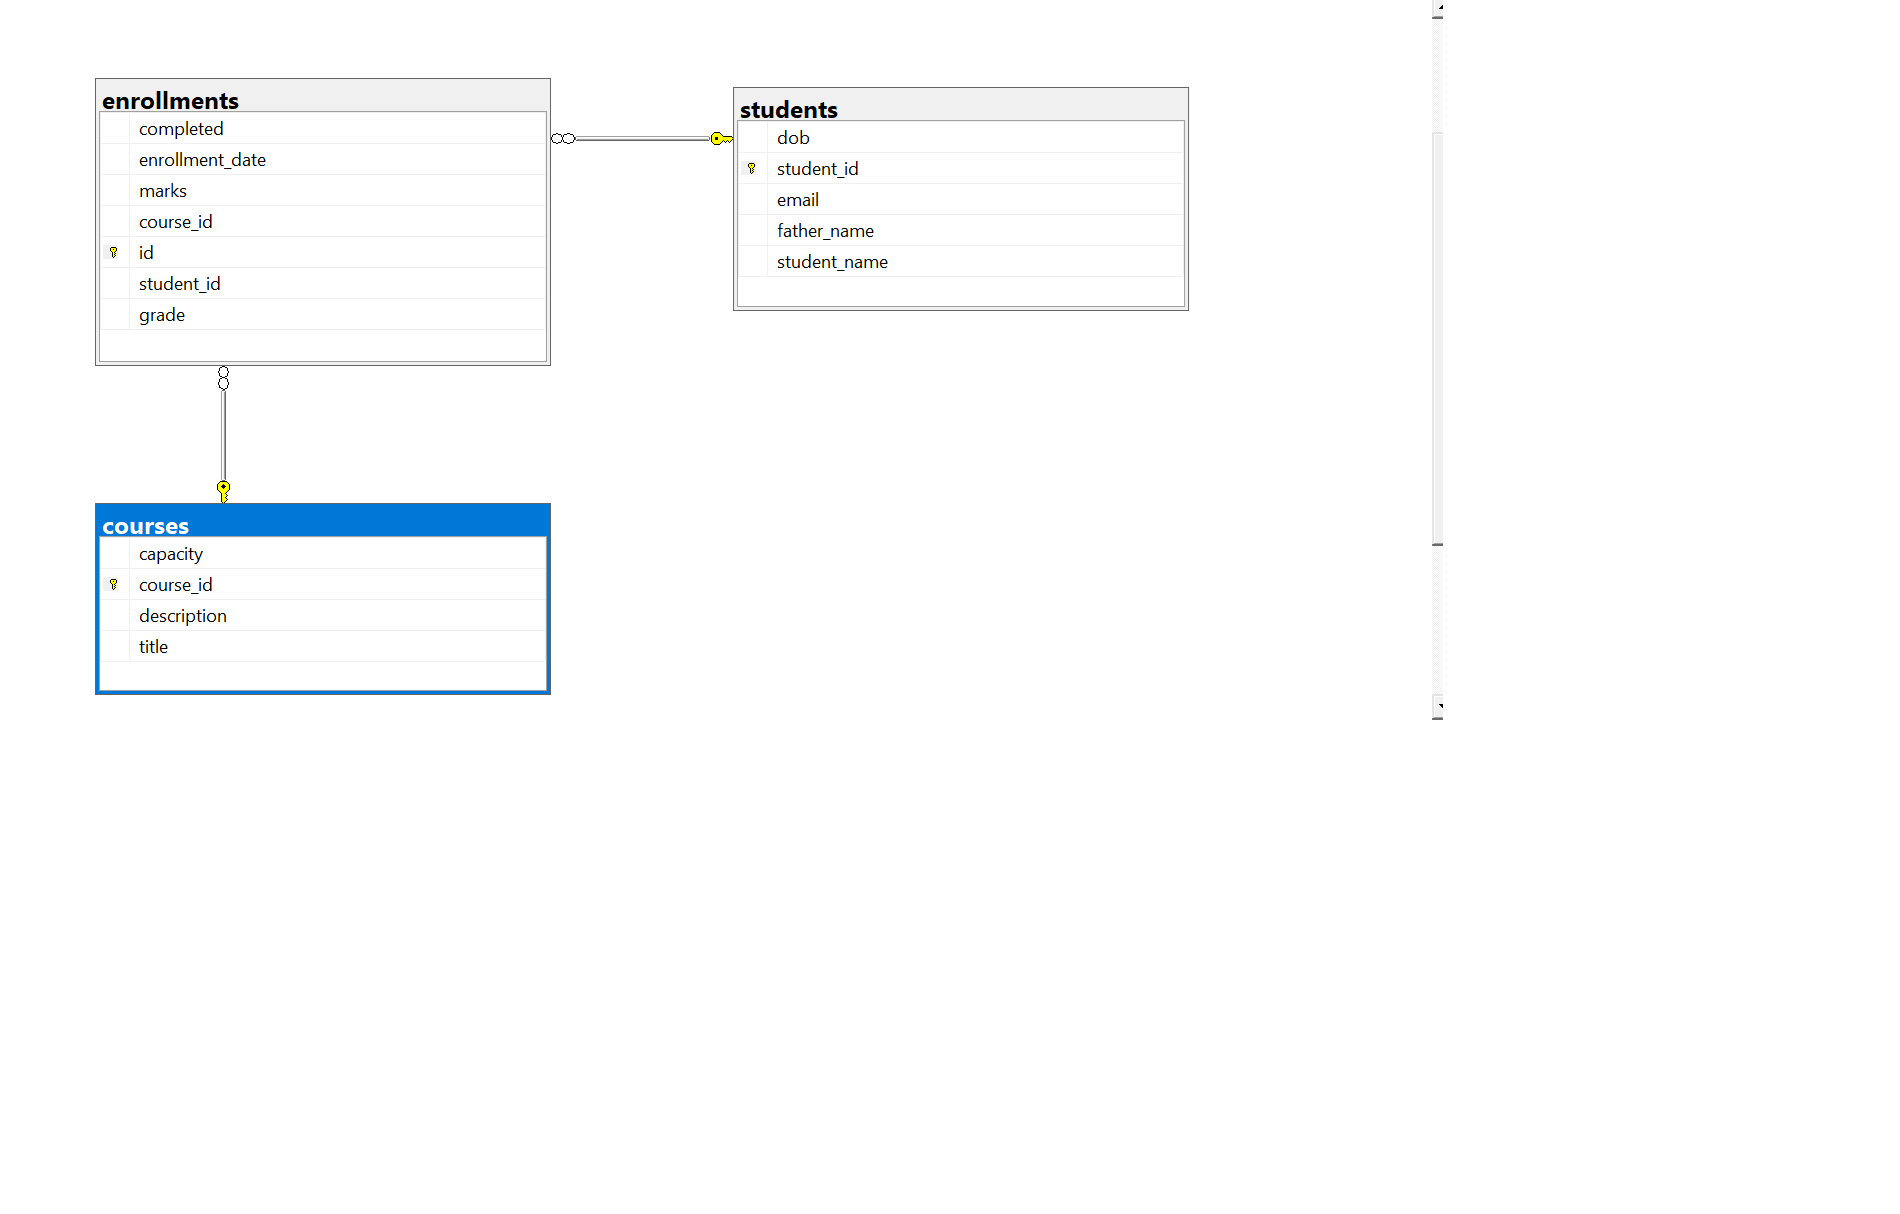 enrollments
completed
enrollment_date
marks
course_id
id
student_id
grade
students
dob
student_id
email
father_name
student_name
courses
capacity
course_id
description
title